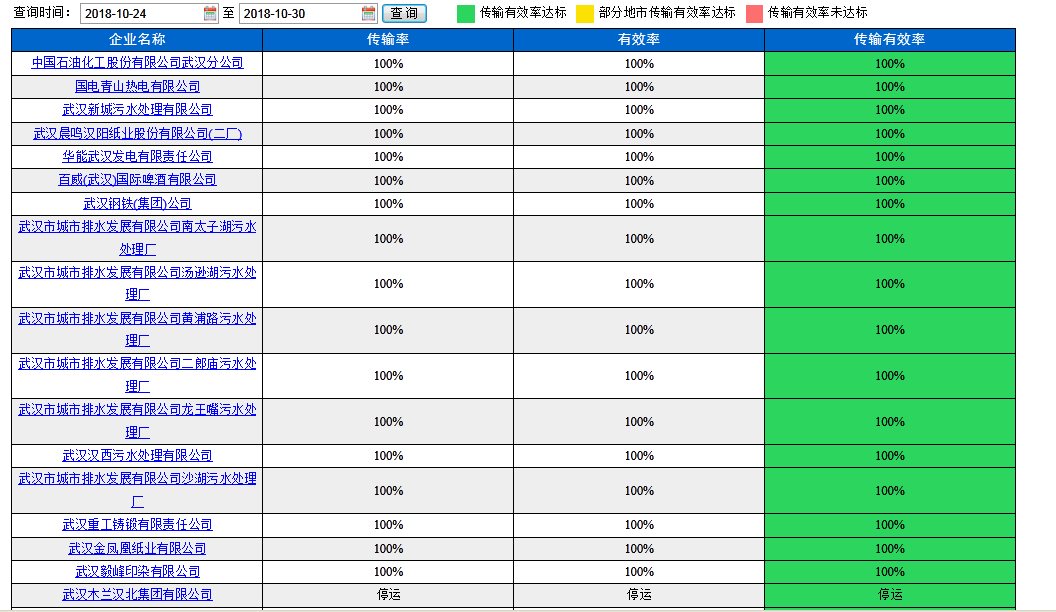 查询时间： 2018-10-24 至 2018-10-30 查询 传输有效率达标 部分地市传输有效率达标 传输有效率未达标
企业名称 传输率 有效率 传输有效率
中国石油化工股份有限公司武汉分公司 100% 100% 100%
国电青山热电有限公司 100% 100% 100%
武汉新城污水处理有限公司 100% 100% 100%
武汉晨鸣汉阳纸业股份有限公司(二厂) 100% 100% 100%
华能武汉发电有限责任公司 100% 100% 100%
百威(武汉)国际啤酒有限公司 100% 100% 100%
武汉钢铁(集团)公司 100% 100% 100%
武汉市城市排水发展有限公司南太子湖污水
处理厂 100% 100% 100%
武汉市城市排水发展有限公司汤逊湖污水处
理厂 100% 100% 100%
武汉市城市排水发展有限公司黄浦路污水处
理厂 100% 100% 100%
武汉市城市排水发展有限公司二郎庙污水处
理厂 100% 100% 100%
武汉市城市排水发展有限公司龙王嘴污水处
理厂 100% 100% 100%
武汉汉西污水处理有限公司 100% 100% 100%
武汉市城市排水发展有限公司沙湖污水处理
厂 100% 100% 100%
武汉重工铸锻有限责任公司 100% 100% 100%
武汉金凤凰纸业有限公司 100% 100% 100%
武汉毅峰印染有限公司 100% 100% 100%
武汉木兰汉北集团有限公司 停运 停运 停运